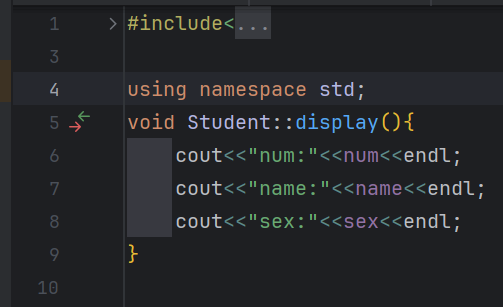 1 #include<...
3
4 using namespace std;
5 void Student::display(){
6 cout<<"num:"<<num<<endl;
7 cout<<"name:"<<name<<endl;
8 cout<<"sex:"<<sex<<endl;
9 }
10